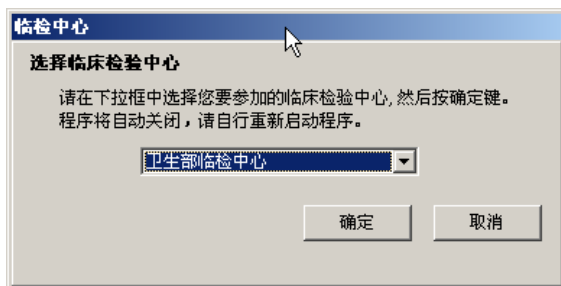 临检中心
选择临床检验中心
请在下拉框中选择您要参加的临床检验中心,然后按确定键。
程序将自动关闭，请自行重新启动程序。
卫生部临检中心
确定
取消